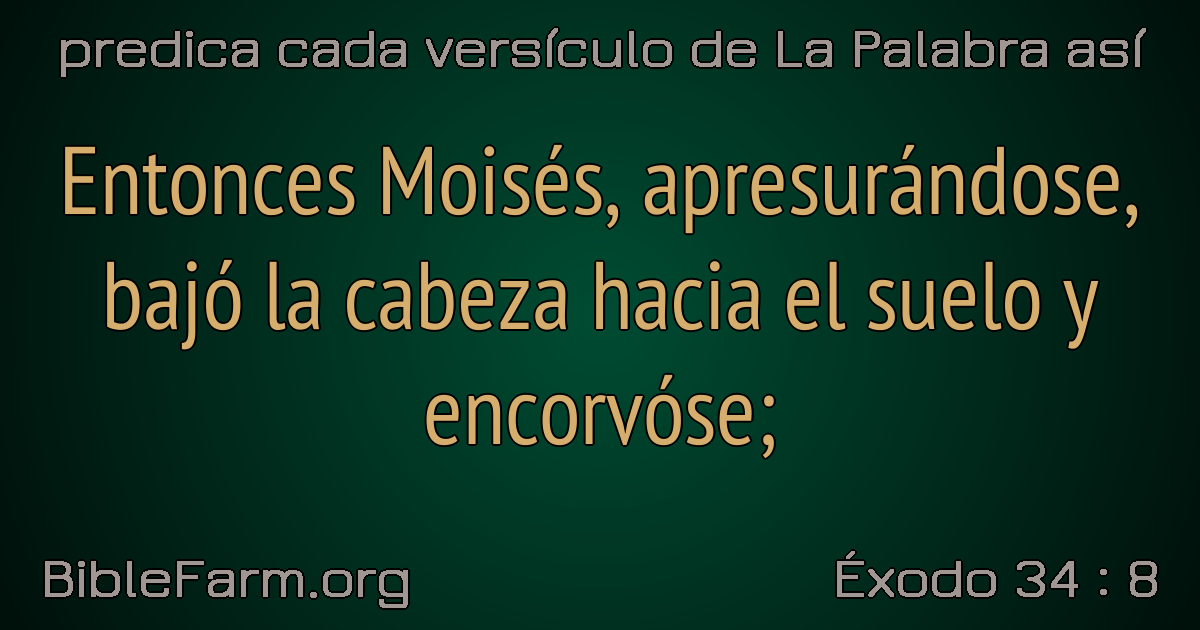 predica cada versículo de La Palabra así
Entonces Moisés, apresurándose,
bajó la cabeza hacia el suelo y
encorvóse;
BibleFarm.org
Éxodo 34 : 8